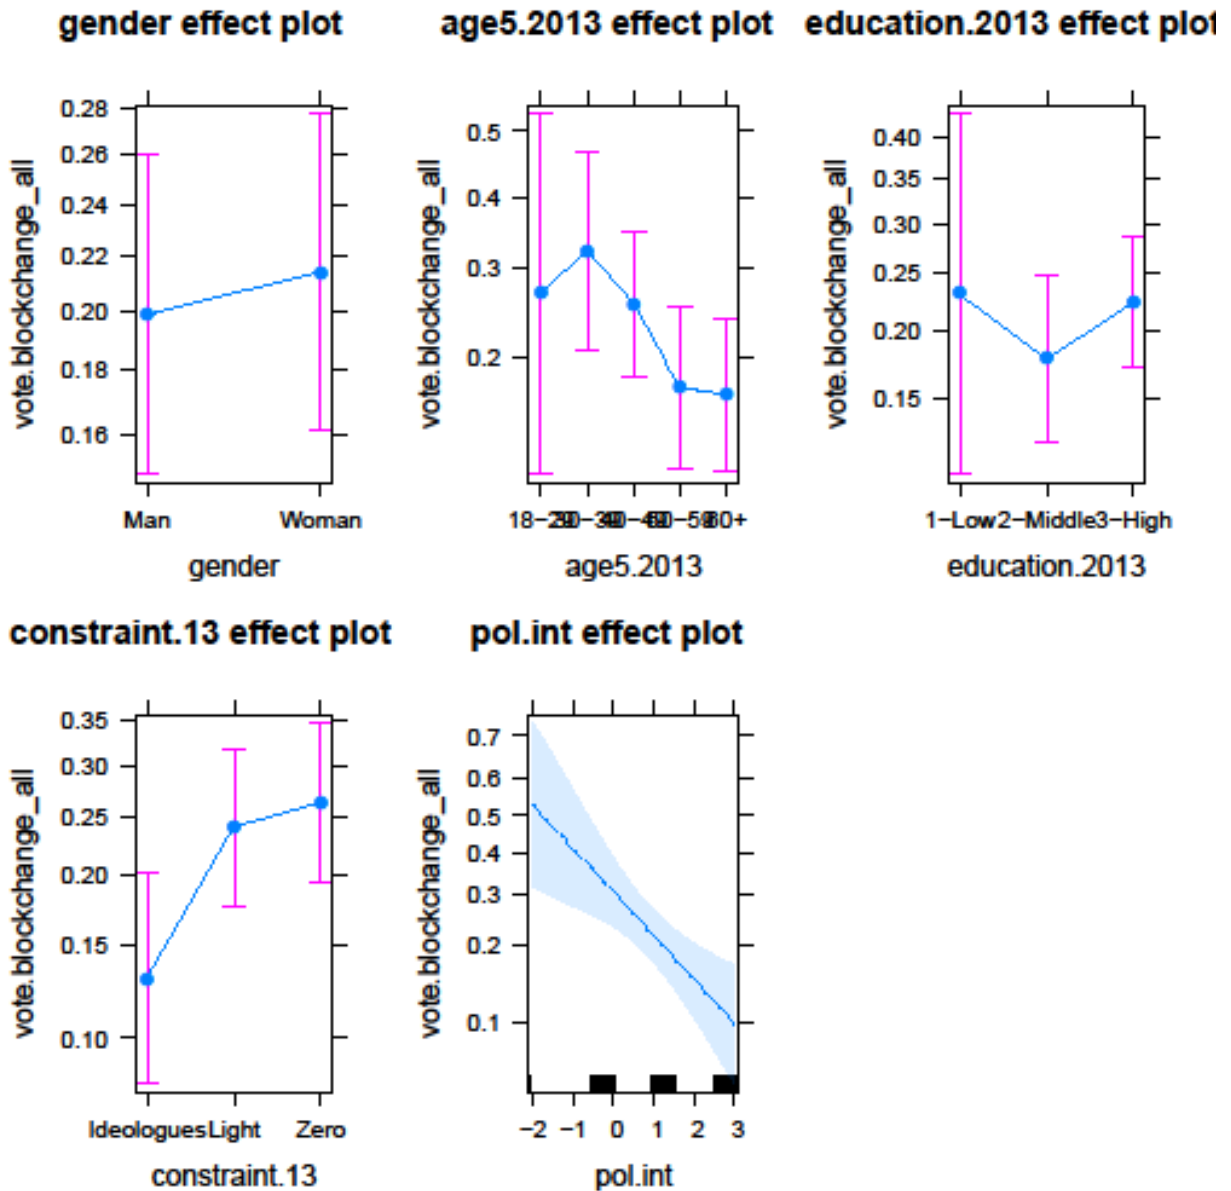 gender effect plot
age5.2013 effect plot
education.2013 effect plot
vote.blockchange_all
0.28
0.26
0.24
0.22
0.20
0.18
0.16
Man
Woman
gender
vote.blockchange_all
0.5
0.4
0.3
0.2
60+
age5.2013
vote.blockchange_all
0.40
0.35
0.30
0.25
0.20
0.15
1-Low
2-Middle
3-High
education.2013
constraint.13 effect plot
pol.int effect plot
vote.blockchange_all
0.35
0.30
0.25
0.20
0.15
0.10
Ideologues
Light
Zero
constraint.13
vote.blockchange_all
0.7
0.6
0.5
0.4
0.3
0.2
0.1
−2 −1 0 1 2 3
pol.int